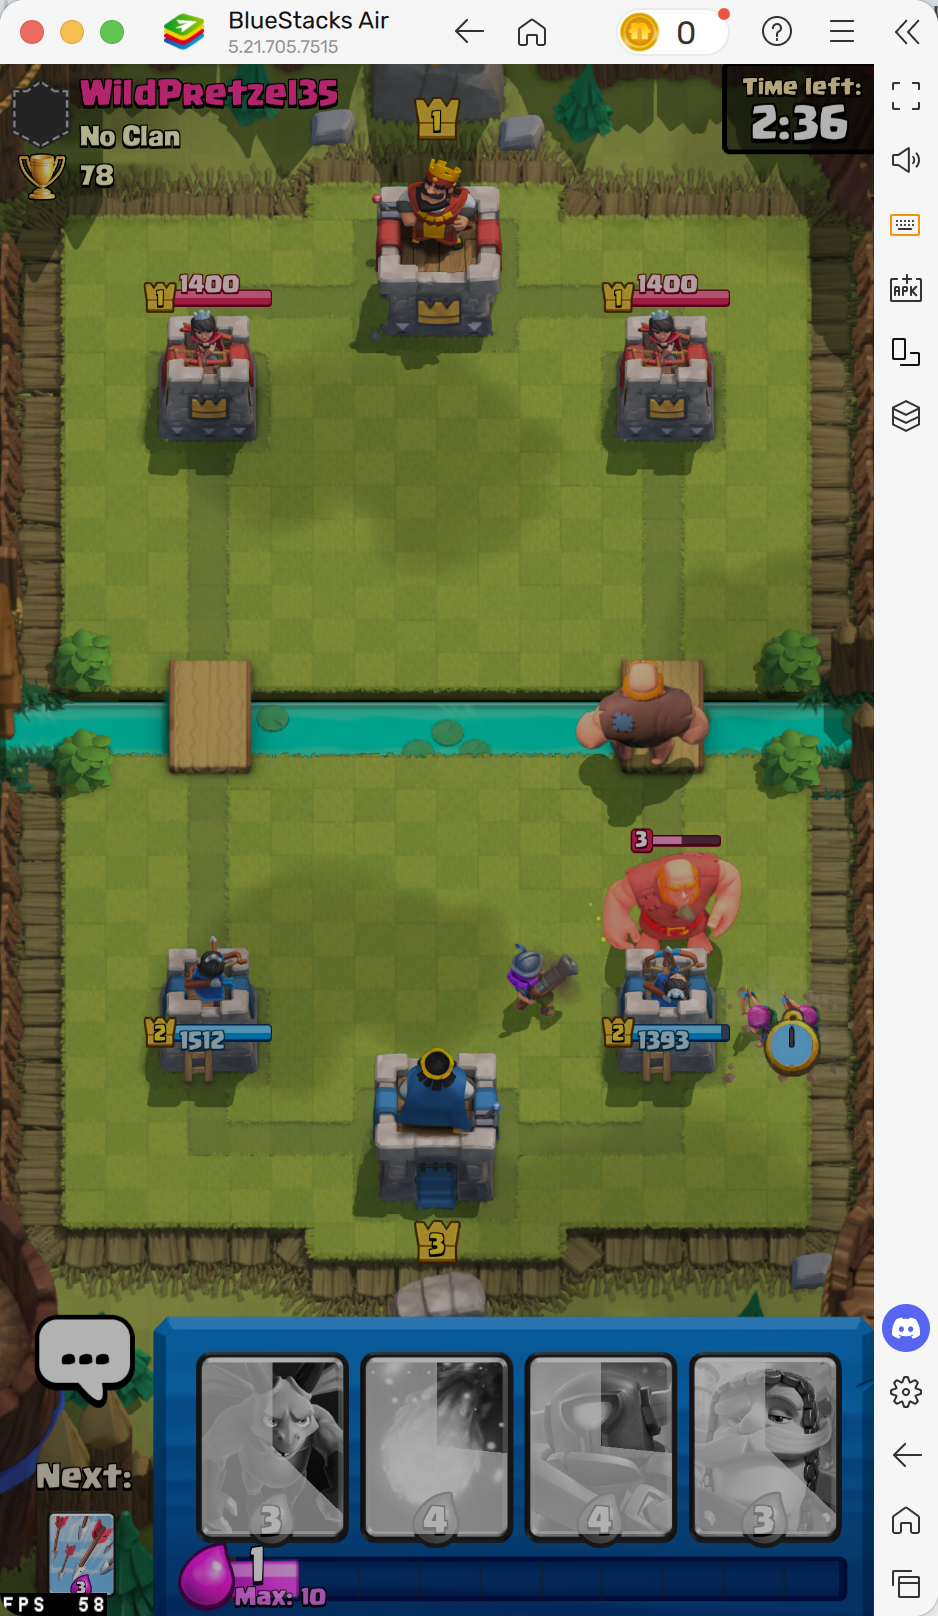 BlueStacks Air
5.21.705.7515
0
WildPretzel35
No Clan
78
1
Time left:
2:36
1 1400
1 1400
APK
3
2 1512
2 1393
3
...
Next:
3
3
4
4
3
1
Max: 10
FPS 58